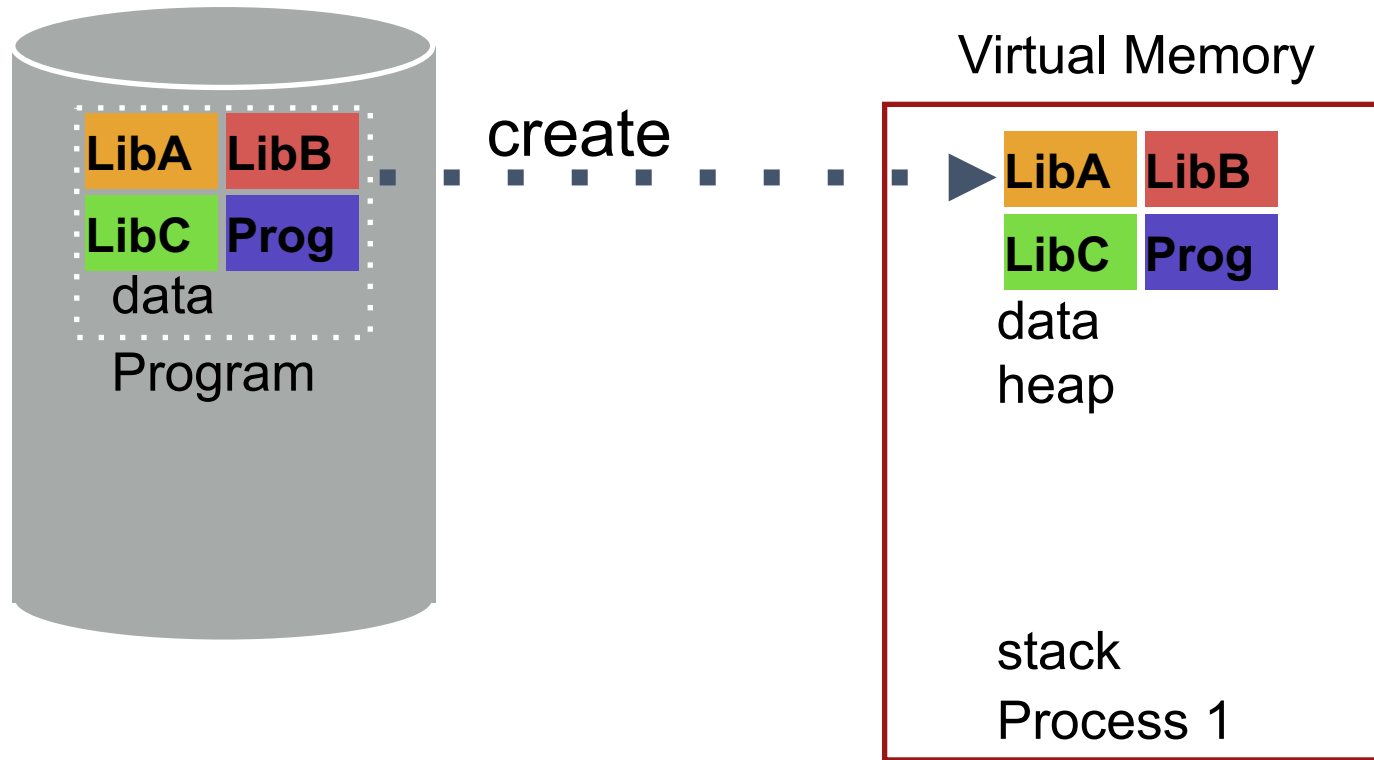 LibA LibB
LibC Prog
data
Program
create
Virtual Memory
LibA LibB
LibC Prog
data
heap
stack
Process 1